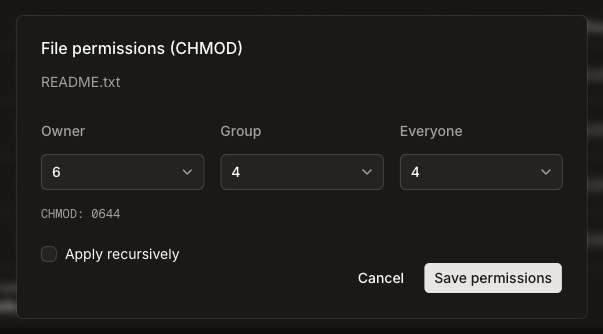 File permissions (CHMOD)
README.txt
Owner Group Everyone
6 4 4
CHMOD: 0644
Apply recursively
Cancel Save permissions